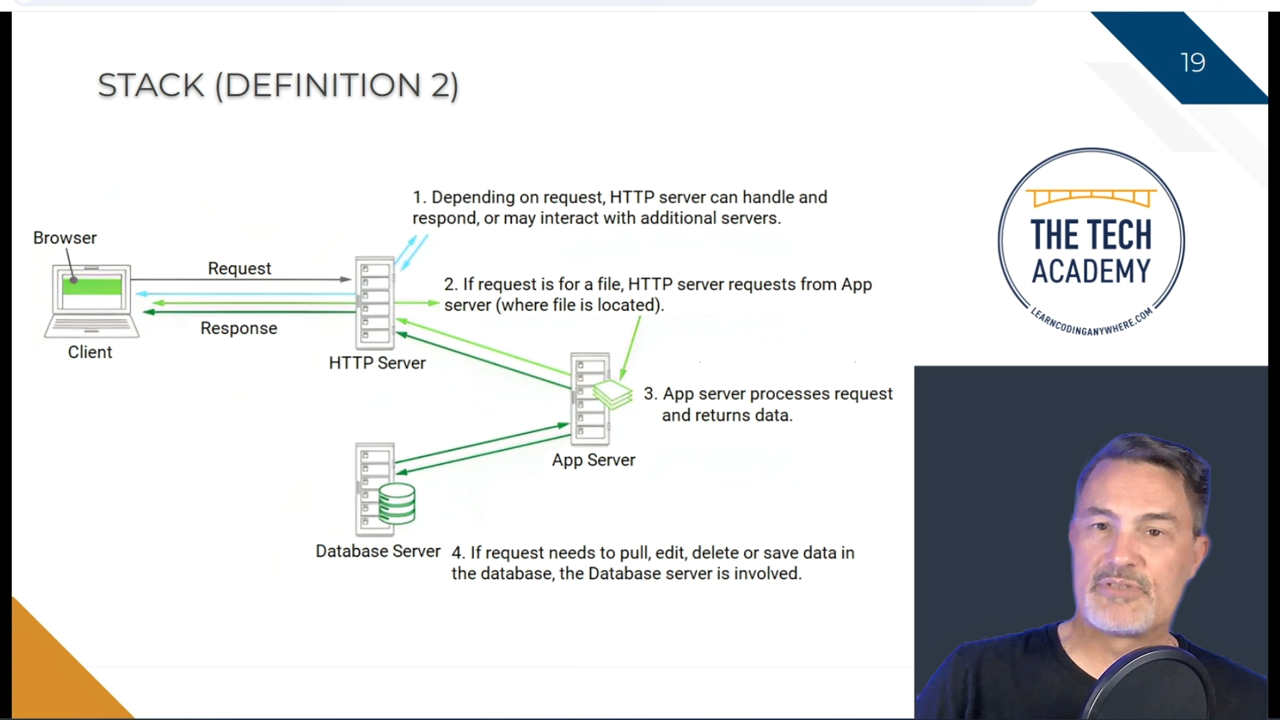 19
STACK (DEFINITION 2)
1. Depending on request, HTTP server can handle and
respond, or may interact with additional servers.
Browser
Request
2. If request is for a file, HTTP server requests from App
server (where file is located).
Response
Client
HTTP Server
3. App server processes request
and returns data.
App Server
Database Server
4. If request needs to pull, edit, delete or save data in
the database, the Database server is involved.
THE TECH
ACADEMY
LEARNCODINGANYWHERE.COM